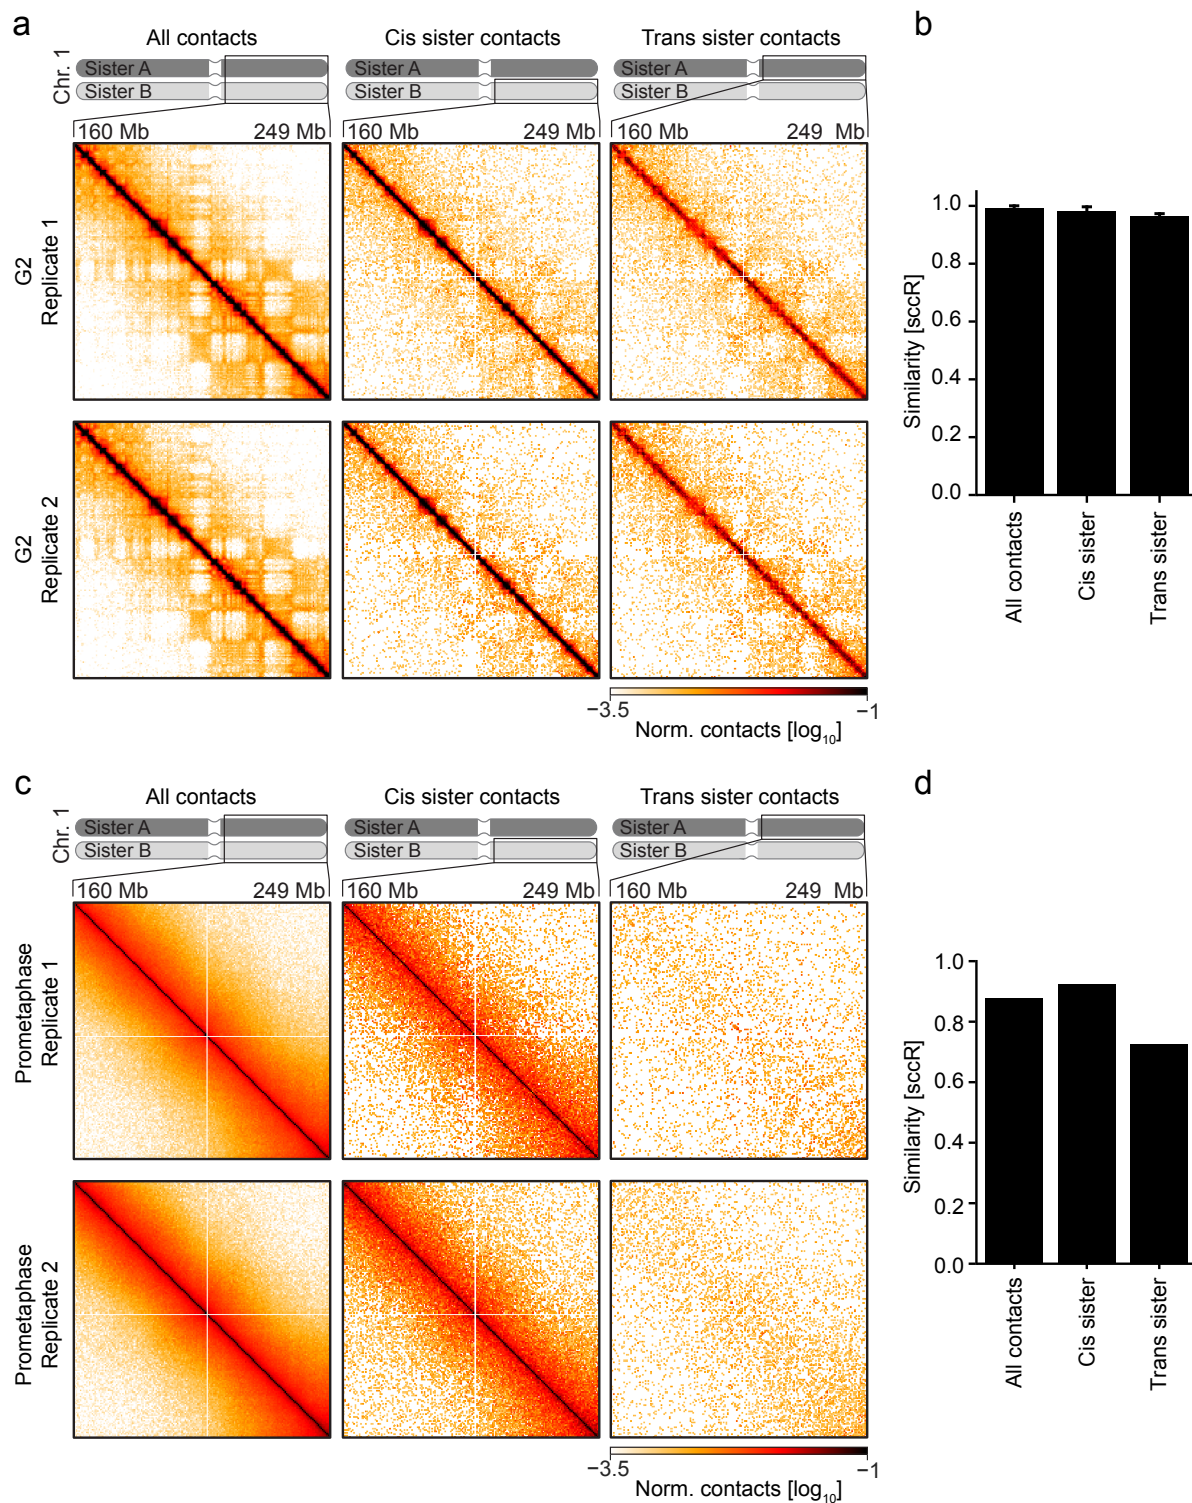 a
All contacts
Cis sister contacts
Trans sister contacts
Chr. 1
Sister A
Sister B
Sister A
Sister B
Sister A
Sister B
160 Mb
249 Mb
160 Mb
249 Mb
160 Mb
249 Mb
G2
Replicate 1
G2
Replicate 2
−3.5
−1
Norm. contacts [log10]
b
Similarity [sccR]
1.0
0.8
0.6
0.4
0.2
0.0
All contacts
Cis sister
Trans sister
c
All contacts
Cis sister contacts
Trans sister contacts
Chr. 1
Sister A
Sister B
Sister A
Sister B
Sister A
Sister B
160 Mb
249 Mb
160 Mb
249 Mb
160 Mb
249 Mb
Prometaphase
Replicate 1
Prometaphase
Replicate 2
−3.5
−1
Norm. contacts [log10]
d
Similarity [sccR]
1.0
0.8
0.6
0.4
0.2
0.0
All contacts
Cis sister
Trans sister